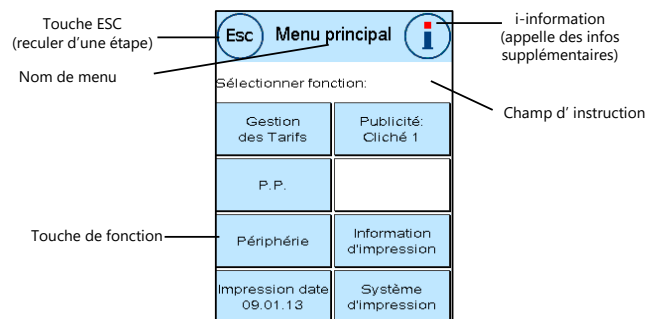 Touche ESC
(reculer d'une étape)
Nom de menu
Touche de fonction
Esc
Menu principal
i
Sélectionner fonction:
Gestion
des Tarifs
Publicité:
Cliché 1
P.P.
Périphérie
Information
d'impression
Impression date
09.01.13
Système
d'impression
i-information
(appelle des infos
supplémentaires)
Champ d' instruction